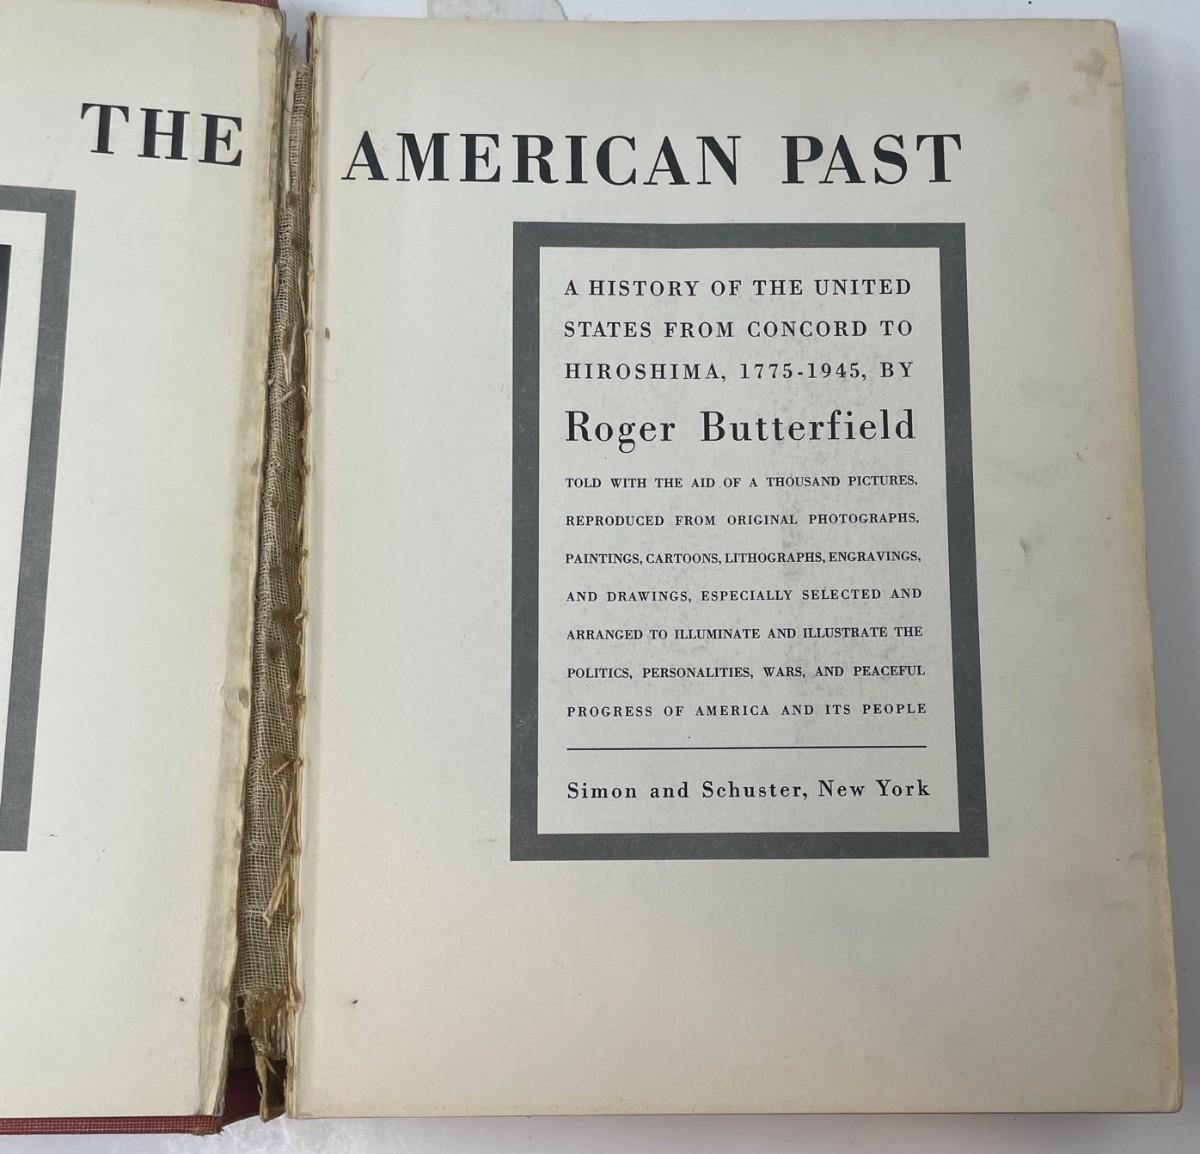 THE AMERICAN PAST
A HISTORY OF THE UNITED
STATES FROM CONCORD TO
HIROSHIMA, 1775-1945, BY
Roger Butterfield
TOLD WITH THE AID OF A THOUSAND PICTURES,
REPRODUCED FROM ORIGINAL PHOTOGRAPHS,
PAINTINGS, CARTOONS, LITHOGRAPHS, ENGRAVINGS,
AND DRAWINGS, ESPECIALLY SELECTED AND
ARRANGED TO ILLUMINATE AND ILLUSTRATE THE
POLITICS, PERSONALITIES, WARS, AND PEACEFUL
PROGRESS OF AMERICA AND ITS PEOPLE
Simon and Schuster, New York